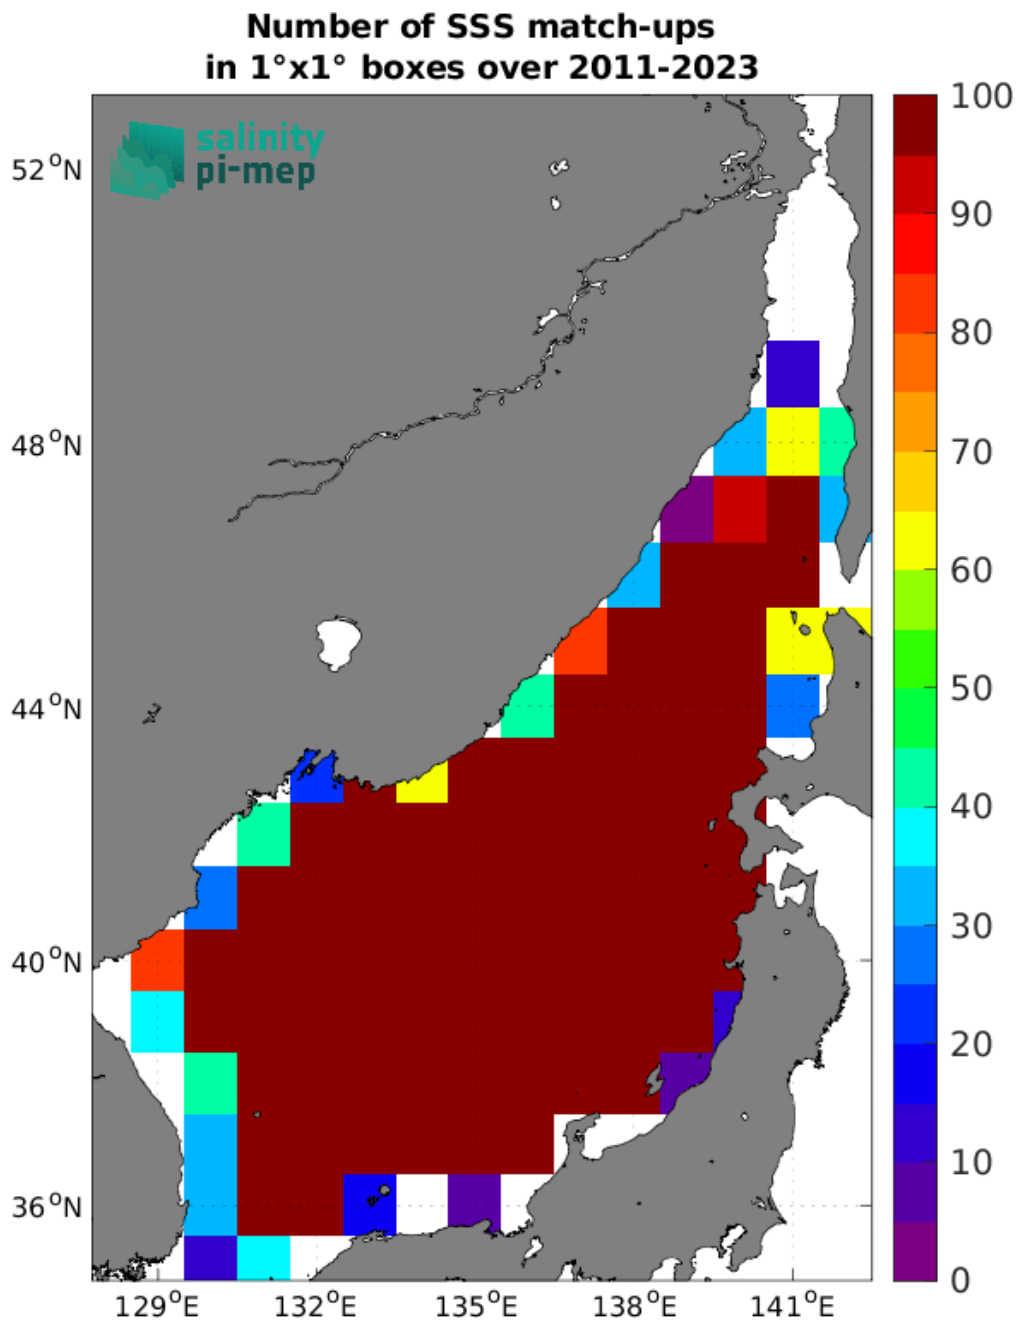 Number of SSS match-ups
in 1°x1° boxes over 2011-2023
salinity
pi-mep
52°N
48°N
44°N
40°N
36°N
129°E
132°E
135°E
138°E
141°E
100
90
80
70
60
50
40
30
20
10
0